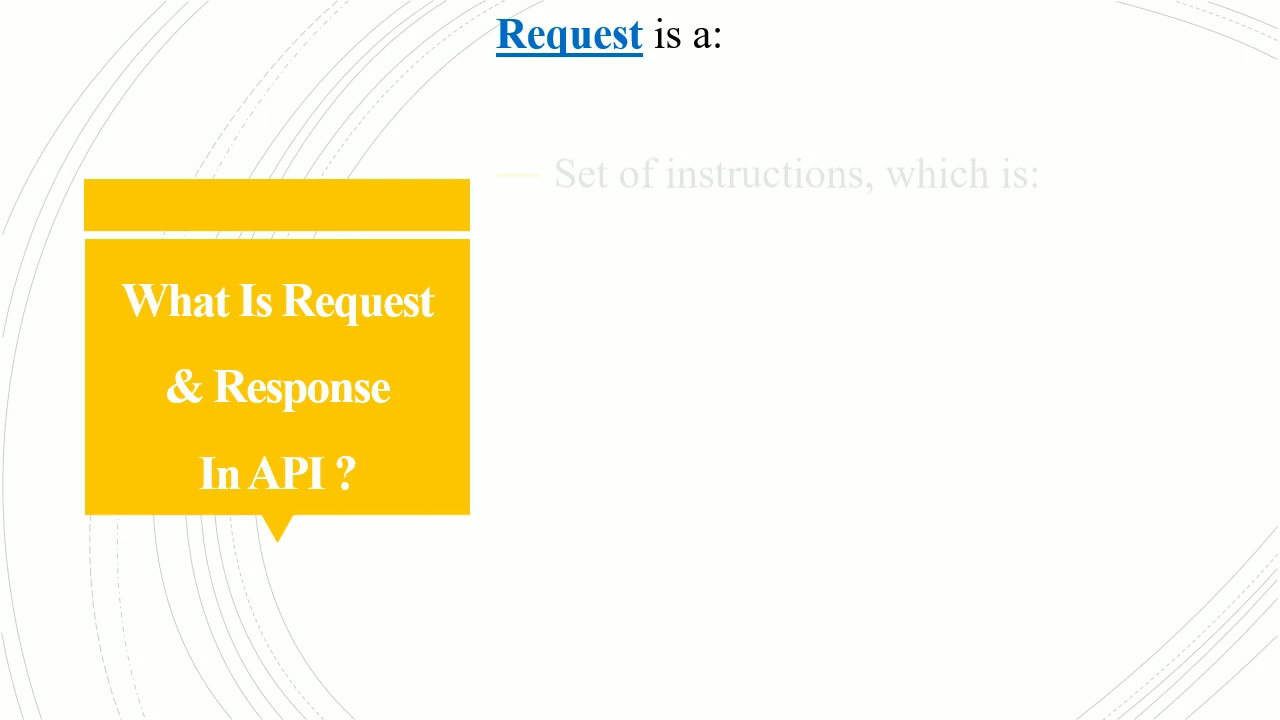 Request is a:
— Set of instructions, which is:
What Is Request
& Response
In API ?